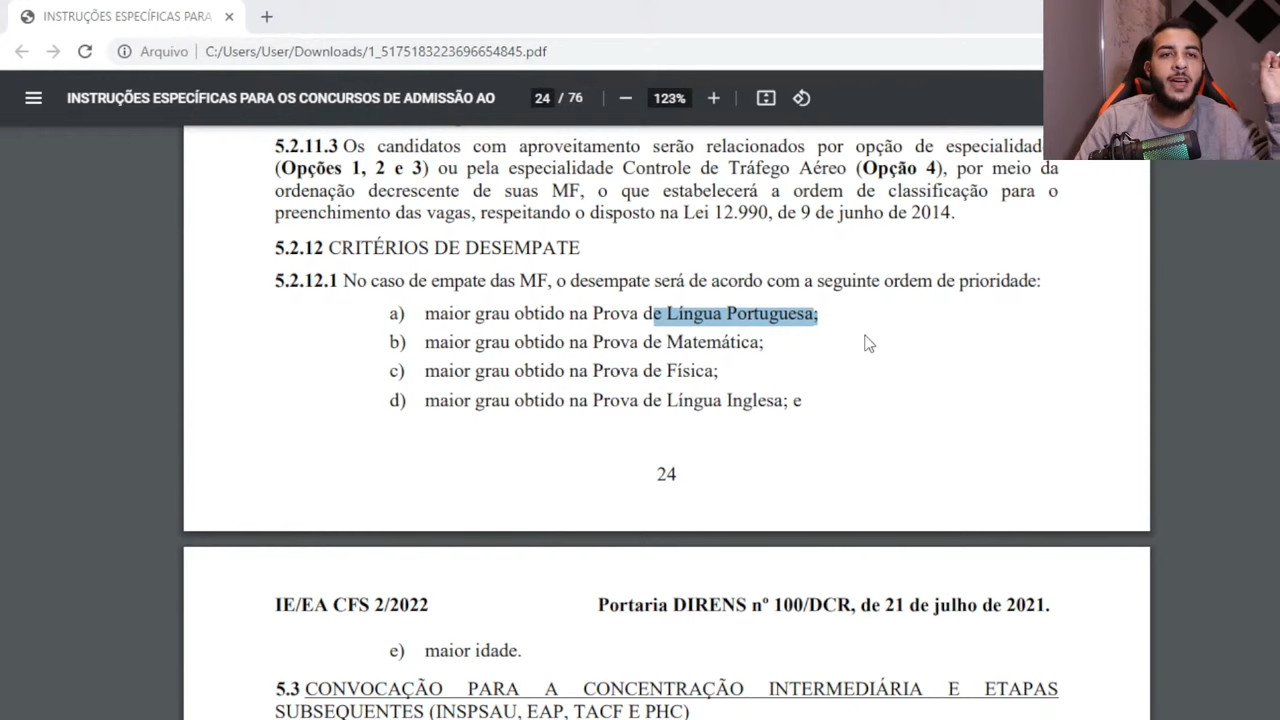 INSTRUÇÕES ESPECÍFICAS PARA
Arquivo
C:/Users/User/Downloads/1_5175183223696654845.pdf
INSTRUÇÕES ESPECÍFICAS PARA OS CONCURSOS DE ADMISSÃO AO
24 / 76
123%
5.2.11.3 Os candidatos com aproveitamento serão relacionados por opção de especialidade
(Opções 1, 2 e 3) ou pela especialidade Controle de Tráfego Aéreo (Opção 4), por meio da
ordenação decrescente de suas MF, o que estabelecerá a ordem de classificação para o
preenchimento das vagas, respeitando o disposto na Lei 12.990, de 9 de junho de 2014.
5.2.12 CRITÉRIOS DE DESEMPATE
5.2.12.1 No caso de empate das MF, o desempate será de acordo com a seguinte ordem de prioridade:
a) maior grau obtido na Prova de Língua Portuguesa;
b) maior grau obtido na Prova de Matemática;
c) maior grau obtido na Prova de Física;
d) maior grau obtido na Prova de Língua Inglesa; e
24
IE/EA CFS 2/2022
Portaria DIRENS nº 100/DCR, de 21 de julho de 2021.
e) maior idade.
5.3 CONVOCAÇÃO PARA A CONCENTRAÇÃO INTERMEDIÁRIA E ETAPAS
SUBSEQUENTES (INSPSAU, EAP, TACF E PHC)